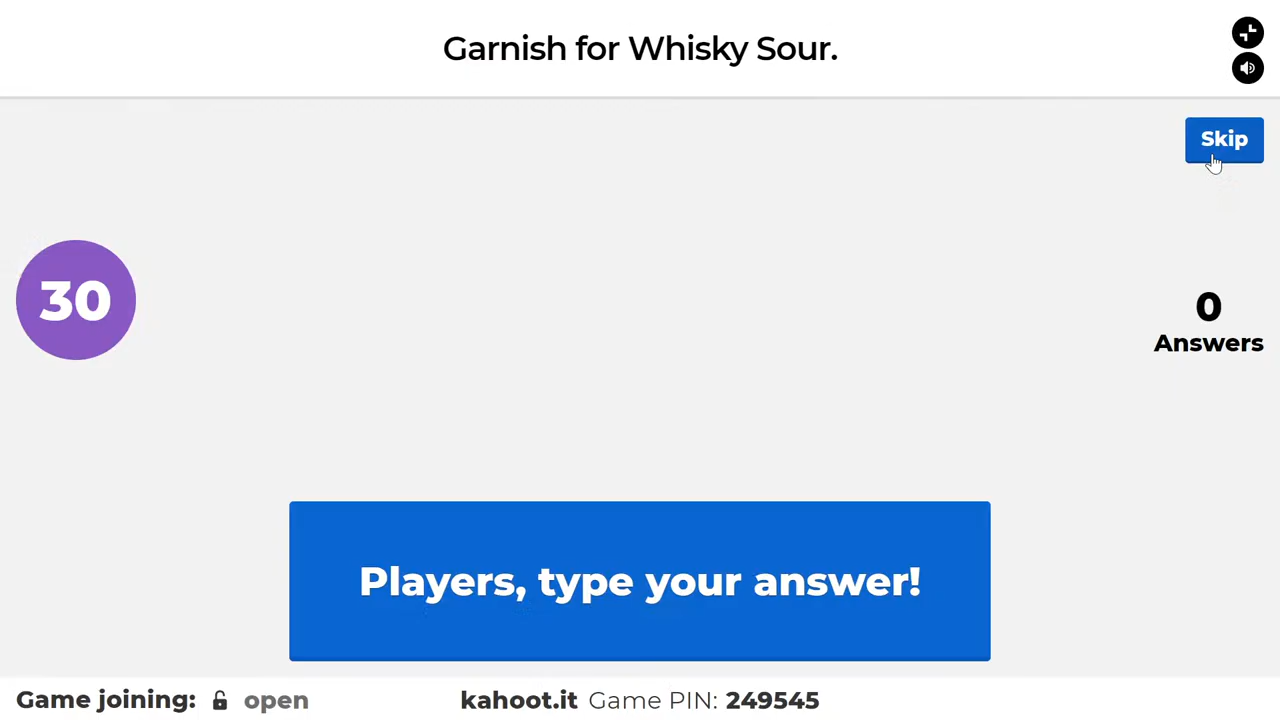 Garnish for Whisky Sour.
Skip
30
0
Answers
Players, type your answer!
Game joining: open
kahoot.it Game PIN: 249545